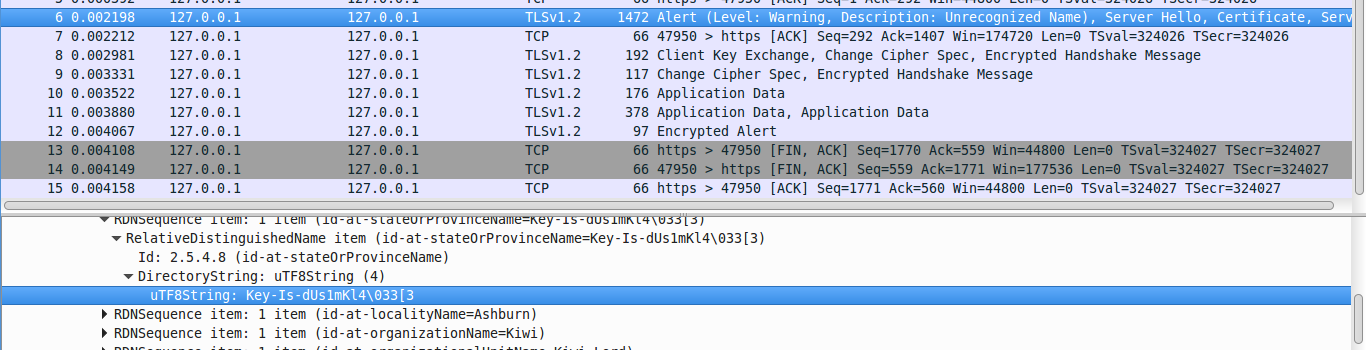 6 0.002198 127.0.0.1 127.0.0.1 TLSv1.2 1472 Alert (Level: Warning, Description: Unrecognized Name), Server Hello, Certificate, Serv
7 0.002212 127.0.0.1 127.0.0.1 TCP 66 47950 > https [ACK] Seq=292 Ack=1407 Win=174720 Len=0 TSval=324026 TSecr=324026
8 0.002981 127.0.0.1 127.0.0.1 TLSv1.2 192 Client Key Exchange, Change Cipher Spec, Encrypted Handshake Message
9 0.003331 127.0.0.1 127.0.0.1 TLSv1.2 117 Change Cipher Spec, Encrypted Handshake Message
10 0.003522 127.0.0.1 127.0.0.1 TLSv1.2 176 Application Data
11 0.003880 127.0.0.1 127.0.0.1 TLSv1.2 378 Application Data, Application Data
12 0.004067 127.0.0.1 127.0.0.1 TLSv1.2 97 Encrypted Alert
13 0.004108 127.0.0.1 127.0.0.1 TCP 66 https > 47950 [FIN, ACK] Seq=1770 Ack=559 Win=44800 Len=0 TSval=324027 TSecr=324027
14 0.004149 127.0.0.1 127.0.0.1 TCP 66 47950 > https [FIN, ACK] Seq=559 Ack=1771 Win=177536 Len=0 TSval=324027 TSecr=324027
15 0.004158 127.0.0.1 127.0.0.1 TCP 66 https > 47950 [ACK] Seq=1771 Ack=560 Win=44800 Len=0 TSval=324027 TSecr=324027
RDNSequence item: 1 item (id-at-stateOrProvinceName=Key-Is-dUs1mKl4\033[3)
RelativeDistinguishedName item (id-at-stateOrProvinceName=Key-Is-dUs1mKl4\033[3)
Id: 2.5.4.8 (id-at-stateOrProvinceName)
DirectoryString: uTF8String (4)
uTF8String: Key-Is-dUs1mKl4\033[3
RDNSequence item: 1 item (id-at-localityName=Ashburn)
RDNSequence item: 1 item (id-at-organizationName=Kiwi)